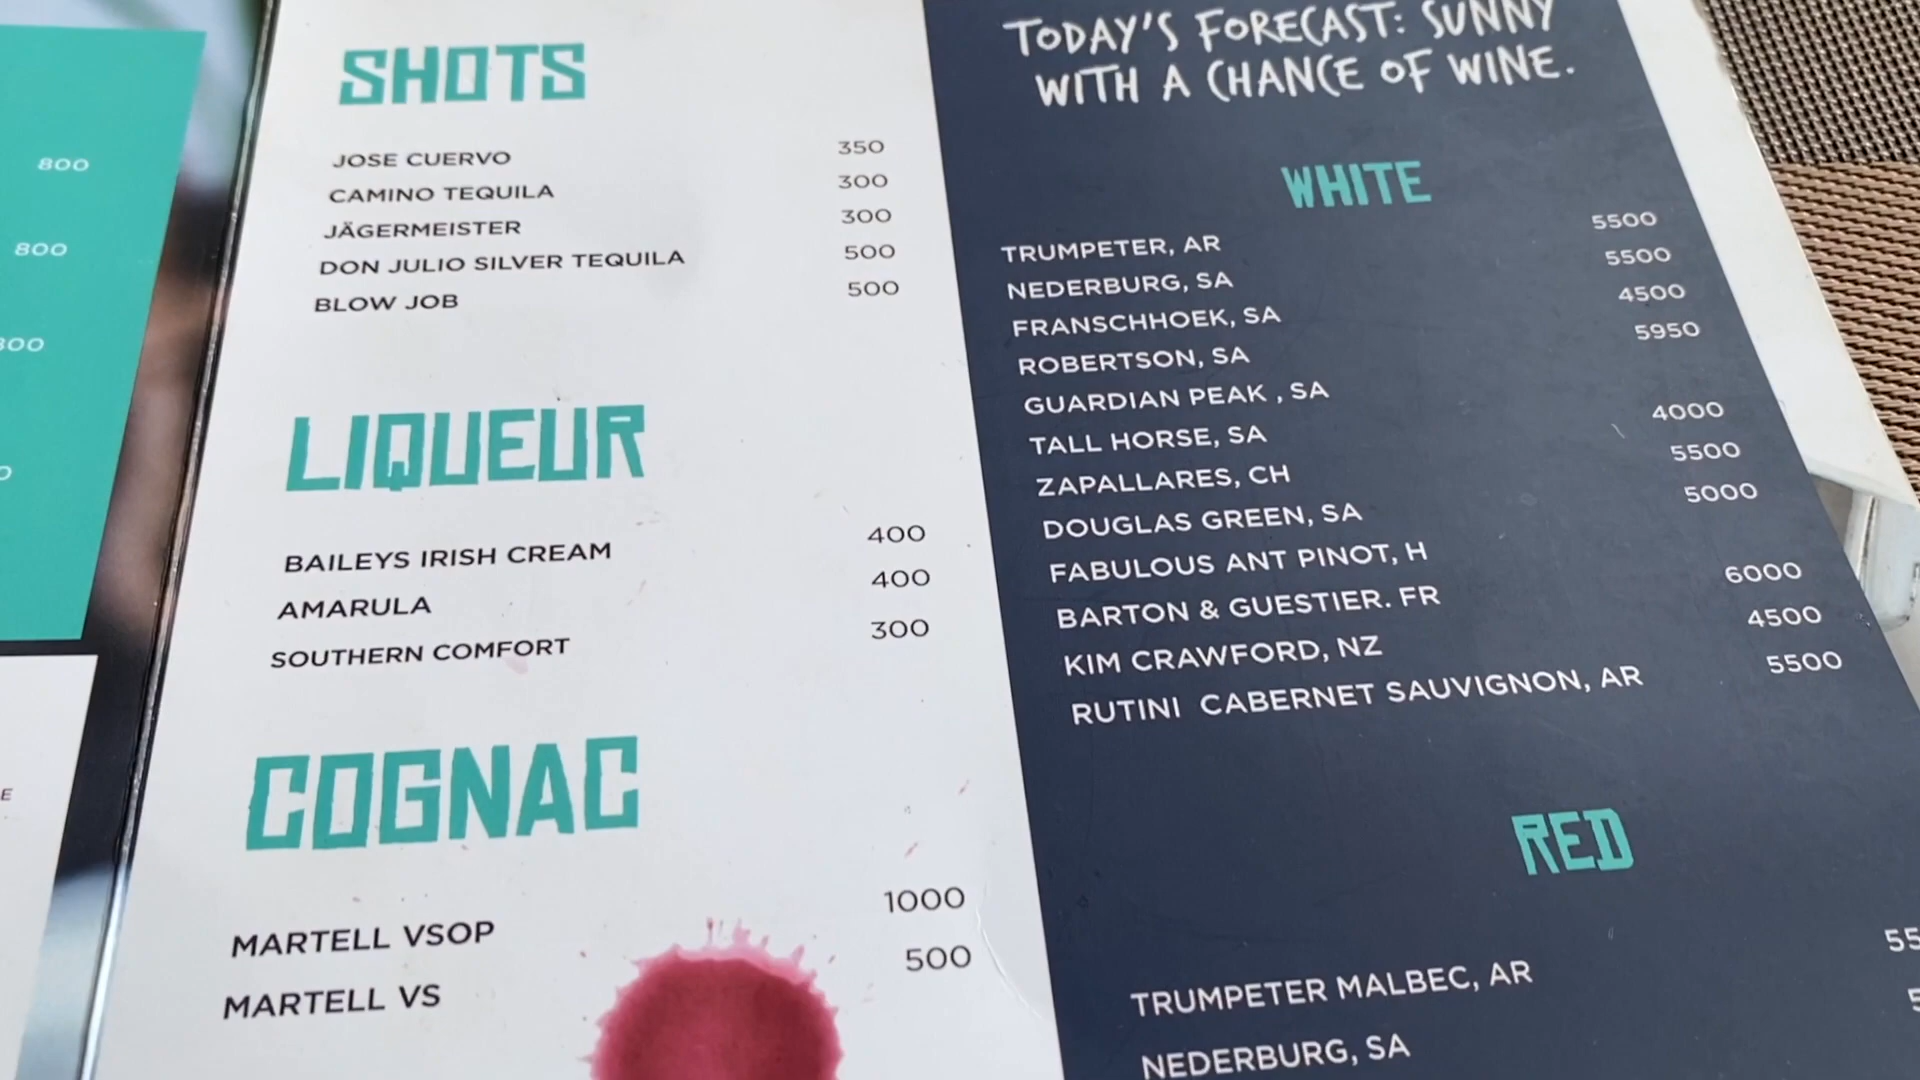 800
800
SHOTS
JOSE CUERVO 350
CAMINO TEQUILA 300
JÄGERMEISTER 300
DON JULIO SILVER TEQUILA 500
BLOW JOB 500
LIQUEUR
BAILEYS IRISH CREAM 400
AMARULA 400
SOUTHERN COMFORT 300
COGNAC
MARTELL VSOP 1000
MARTELL VS 500
TODAY'S FORECAST: SUNNY
WITH A CHANCE OF WINE.
WHITE
TRUMPETER, AR 5500
NEDERBURG, SA 5500
FRANSCHHOEK, SA 4500
ROBERTSON, SA 5950
GUARDIAN PEAK , SA
TALL HORSE, SA 4000
ZAPALLARES, CH 5500
DOUGLAS GREEN, SA 5000
FABULOUS ANT PINOT, H
BARTON & GUESTIER. FR 6000
KIM CRAWFORD, NZ 4500
RUTINI CABERNET SAUVIGNON, AR 5500
RED
TRUMPETER MALBEC, AR
NEDERBURG, SA